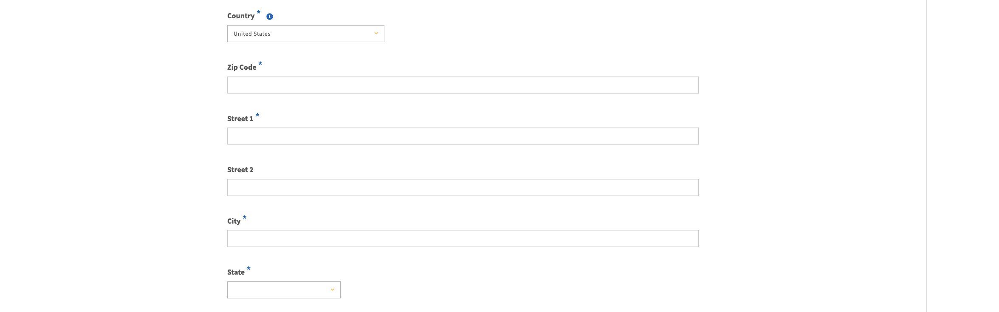 Country *
United States
Zip Code *
Street 1 *
Street 2
City *
State *